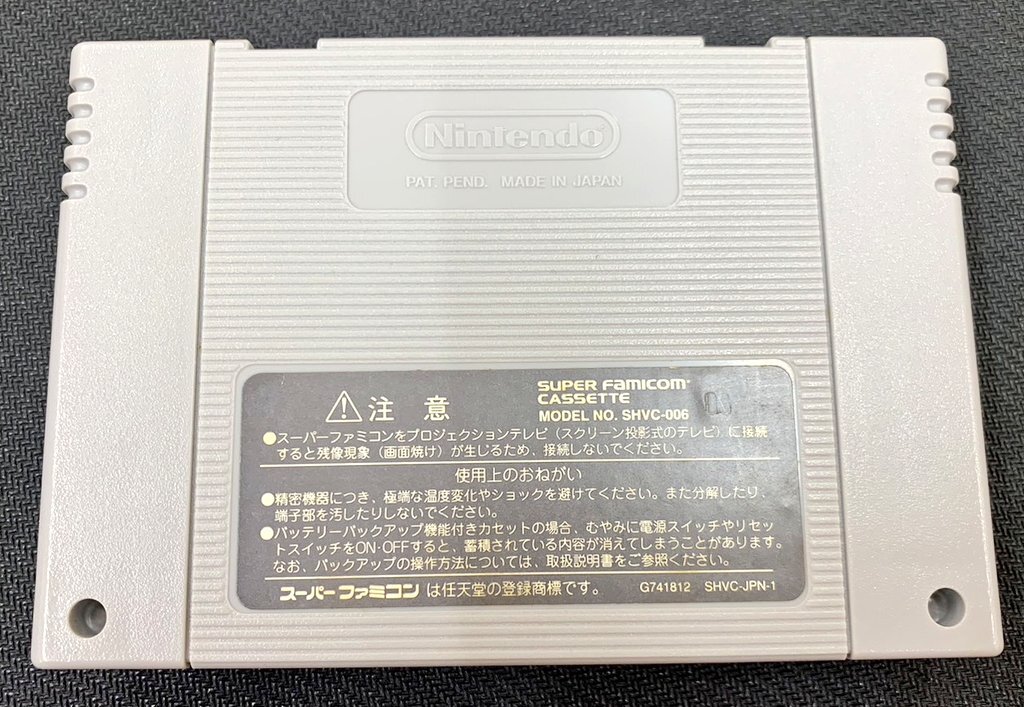 Nintendo
PAT. PEND. MADE IN JAPAN
SUPER FAMICOM
CASSETTE
MODEL NO. SHVC-006
注意
●スーパーファミコンをプロジェクションテレビ（スクリーン投影式のテレビ）に接続
すると残像現象（画面焼け）が生じるため、接続しないでください。
使用上のおねがい
●精密機器につき、極端な温度変化やショックを避けてください。また分解したり、
端子部を汚したりしないでください。
●バッテリーバックアップ機能付きカセットの場合、むやみに電源スイッチやリセッ
トスイッチをON·OFFすると、蓄積されている内容が消えてしまうことがあります。
なお、バックアップの操作方法については、取扱説明書をご参照ください。
スーパーファミコンは任天堂の登録商標です。 G741812 SHVC-JPN-1